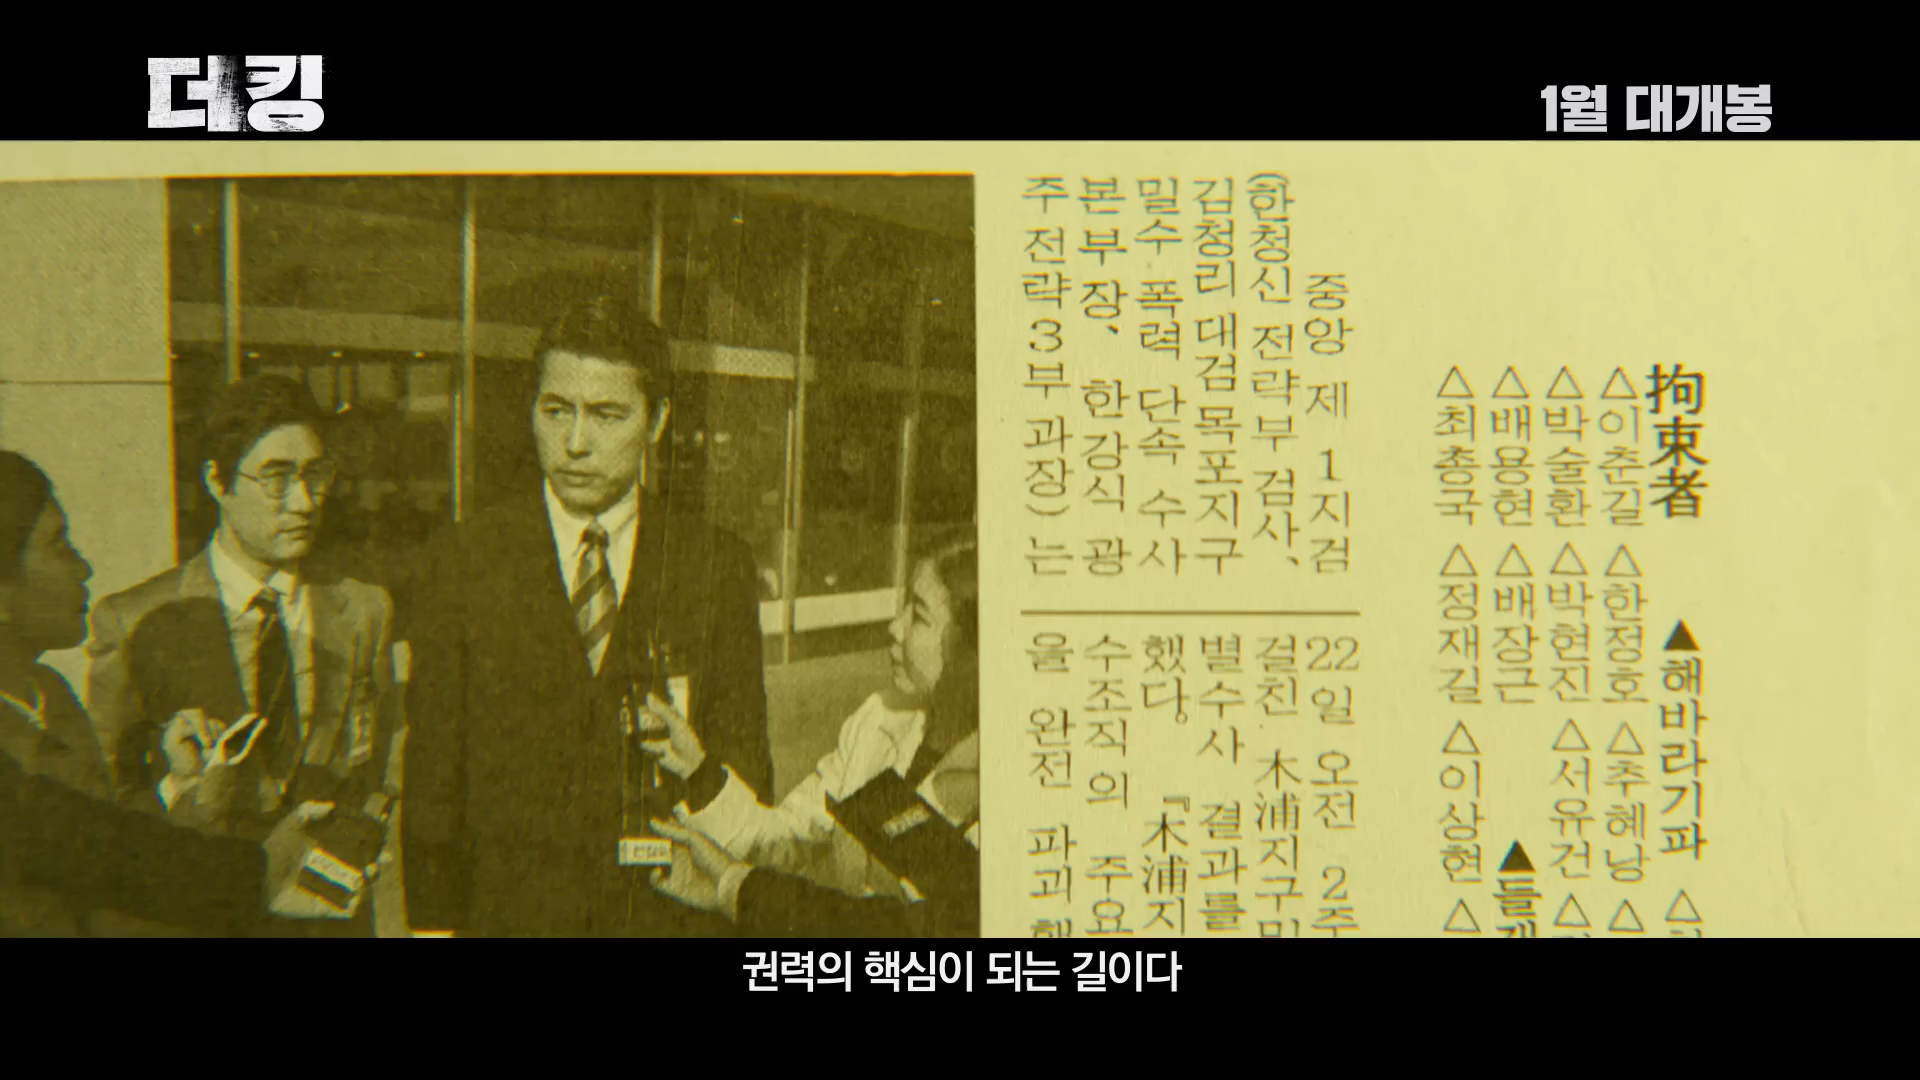 더 킹
1월 대개봉
拘束者 ▲해바라기파 △
△이춘길 △한정호 △추혜낭 △
△박술환 △박현진 △서유건 △
△배용현 △배장근 ▲들
△최총국 △정재길 △이상현 △
중앙 제1지검
(한청신 전략부 검사、
김청리 대검 목포지구
밀수 폭력 단속 수사
본부장、 한강식 광
주전략3부과장)는
22일 오전 2주
걸친 木浦지구
별수사 결과를
했다。 『木浦지
수조직의 주요
을 완전 파괴
권력의 핵심이 되는 길이다